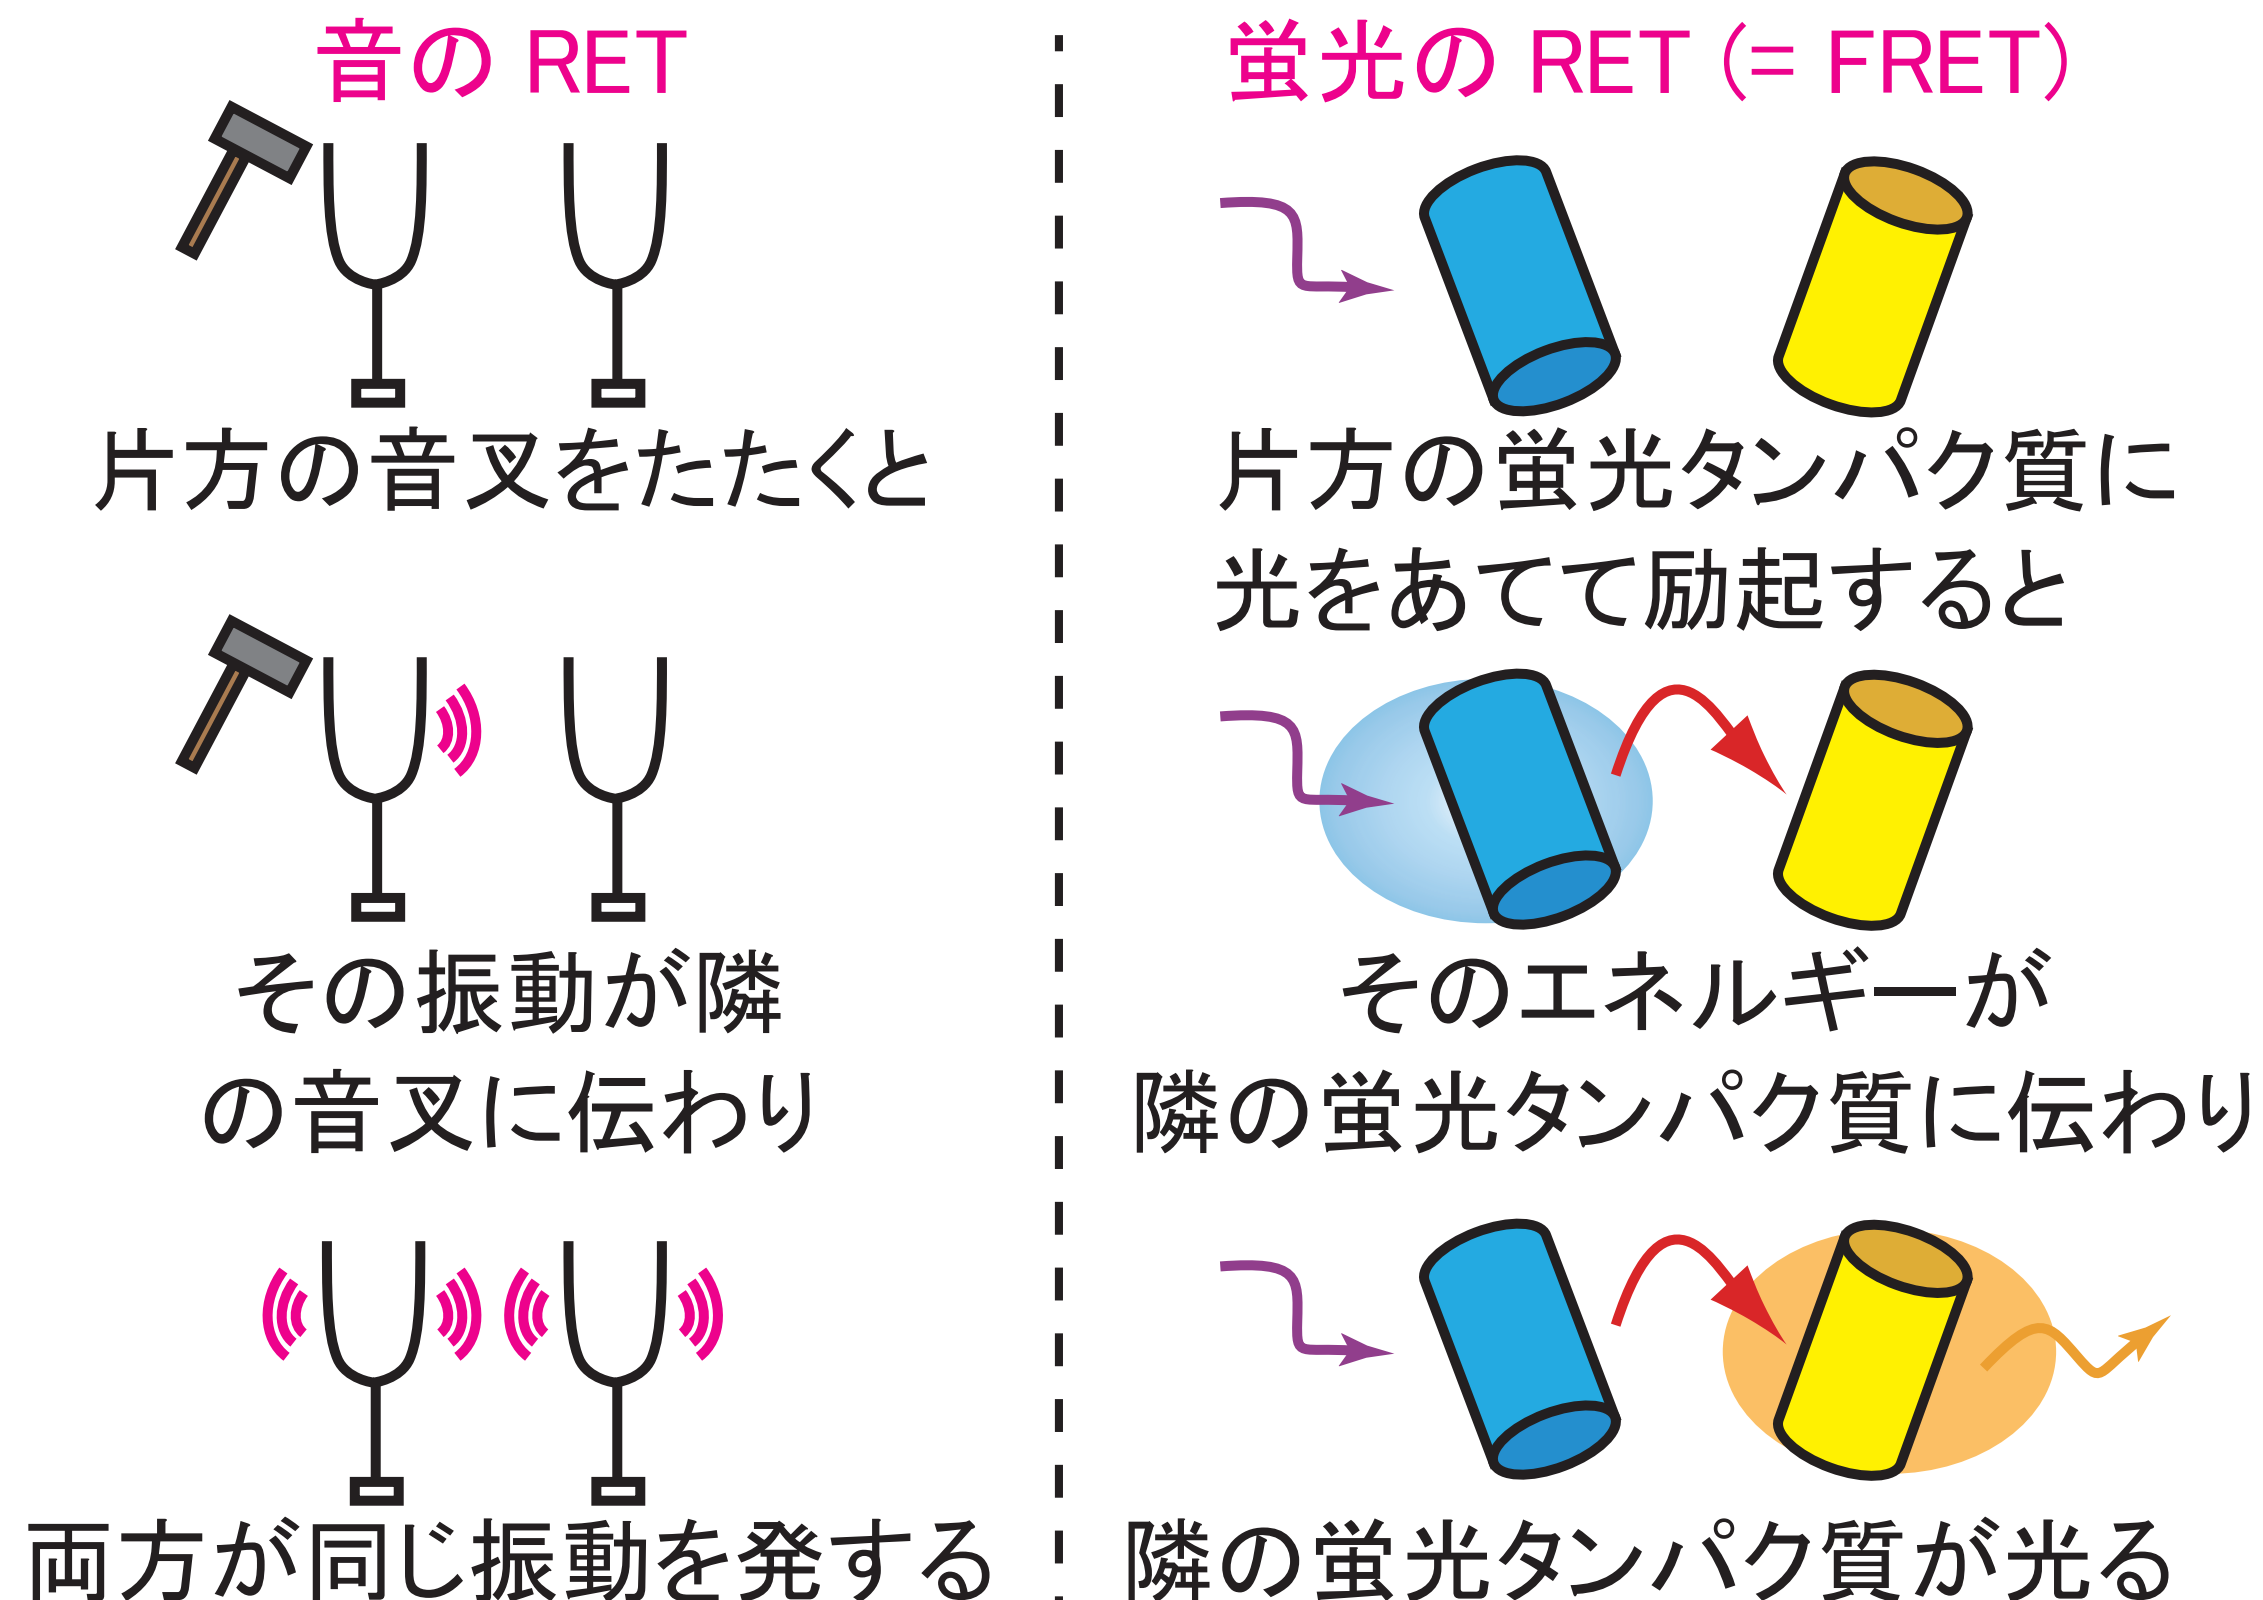 音の RET
片方の音叉をたたくと
その振動が隣
の音叉に伝わり
両方が同じ振動を発する
蛍光の RET (= FRET)
片方の蛍光タンパク質に
光をあてて励起すると
そのエネルギーが
隣の蛍光タンパク質に伝わり
隣の蛍光タンパク質が光る